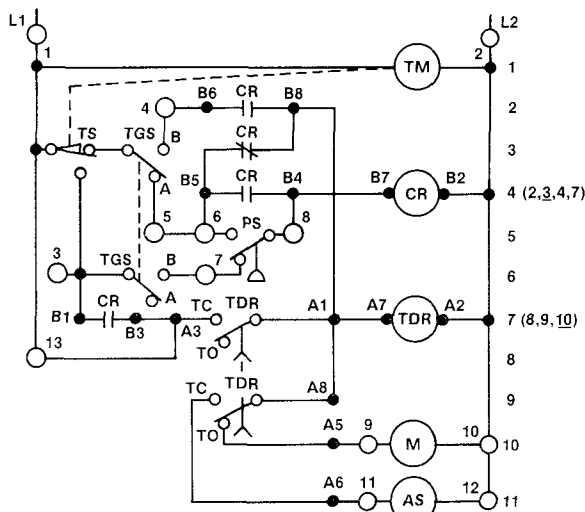 L1 L2
1 TM 2 1
4 B6 CR B8 2
TS TGS B CR 3
A B5 CR B4 B7 CR B2 4 (2,3,4,7)
5 6 PS 8 5
3 TGS B 7 6
CR A TC TDR A1 A7 TDR A2 7 (8,9,10)
B1 B3 A3
13 TO 8
TC TDR A8 9
TO A5 9 M 10 10
A6 11 AS 12 11